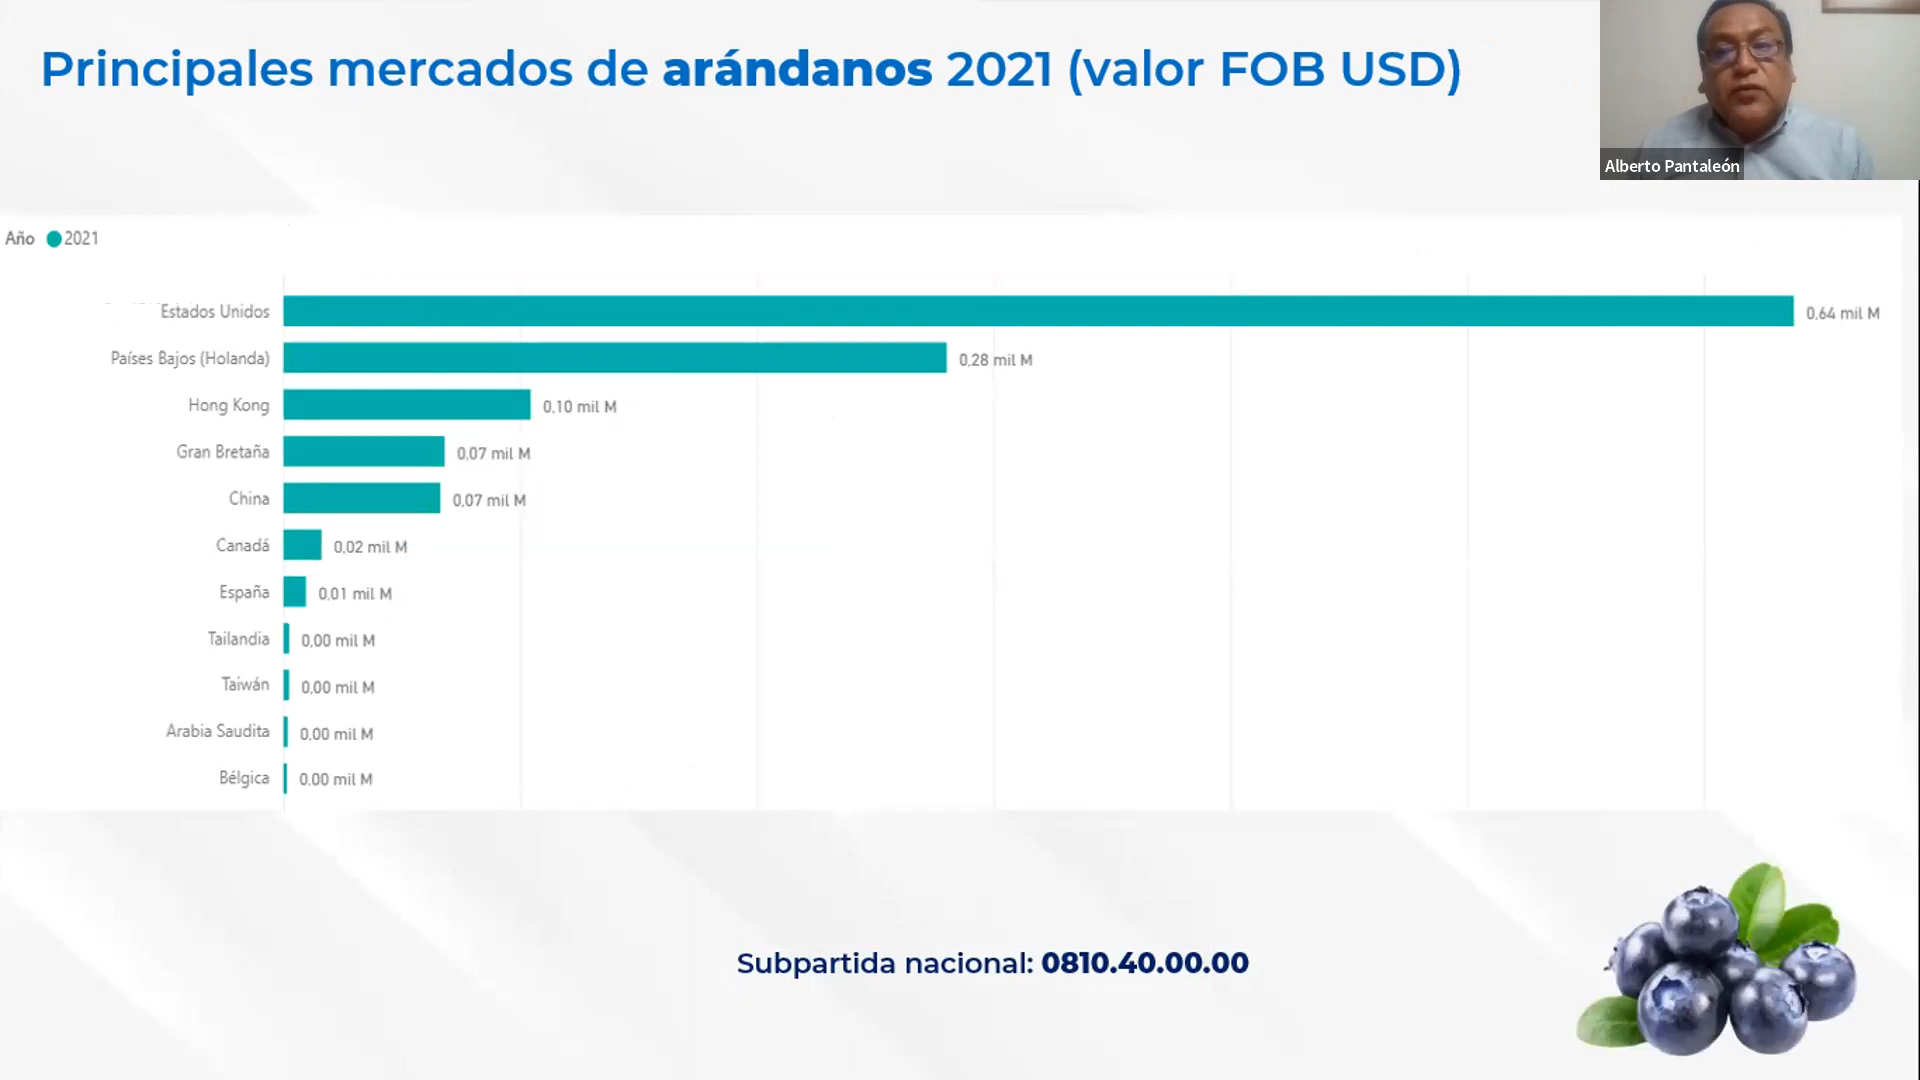 Principales mercados de arándanos 2021 (valor FOB USD)
Alberto Pantaleón
Año 2021
Estados Unidos 0,64 mil M
Países Bajos (Holanda) 0,28 mil M
Hong Kong 0,10 mil M
Gran Bretaña 0,07 mil M
China 0,07 mil M
Canadá 0,02 mil M
España 0,01 mil M
Tailandia 0,00 mil M
Taiwán 0,00 mil M
Arabia Saudita 0,00 mil M
Bélgica 0,00 mil M
Subpartida nacional: 0810.40.00.00